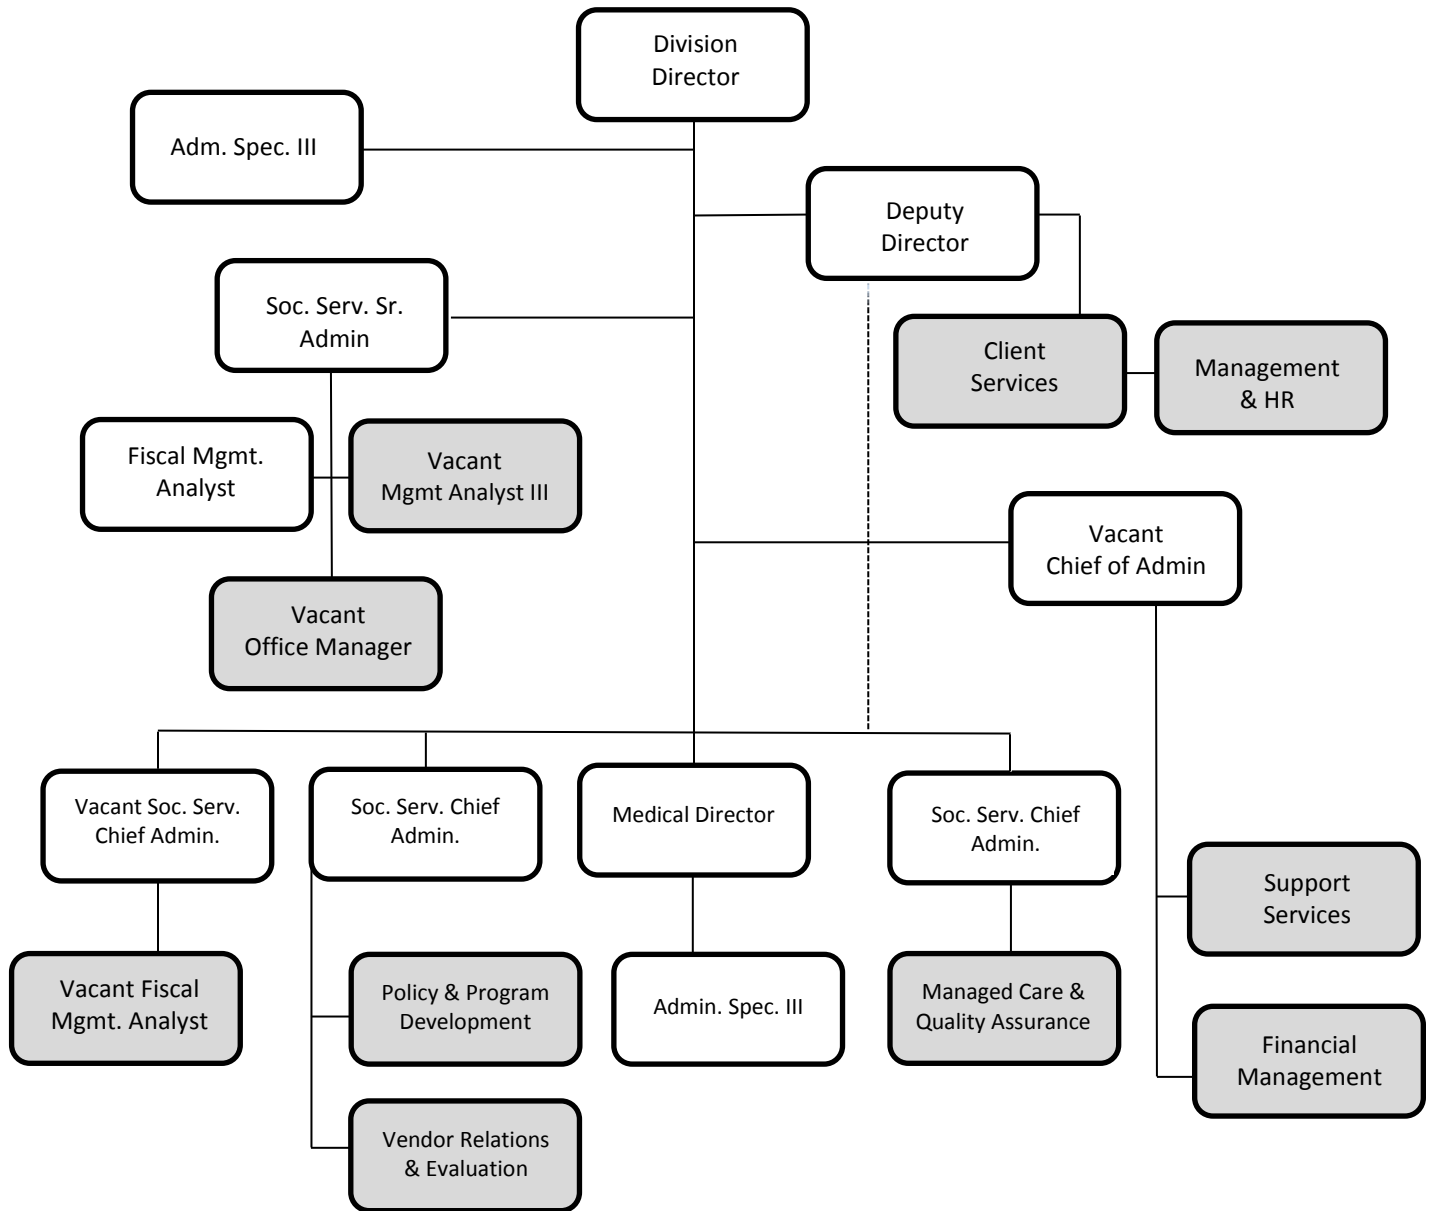 Division
Director
Adm. Spec. III
Deputy
Director
Soc. Serv. Sr.
Admin
Client
Services
Management
& HR
Fiscal Mgmt.
Analyst
Vacant
Mgmt Analyst III
Vacant
Chief of Admin
Vacant
Office Manager
Vacant Soc. Serv.
Chief Admin.
Soc. Serv. Chief
Admin.
Medical Director
Soc. Serv. Chief
Admin.
Support
Services
Vacant Fiscal
Mgmt. Analyst
Policy & Program
Development
Admin. Spec. III
Managed Care &
Quality Assurance
Financial
Management
Vendor Relations
& Evaluation